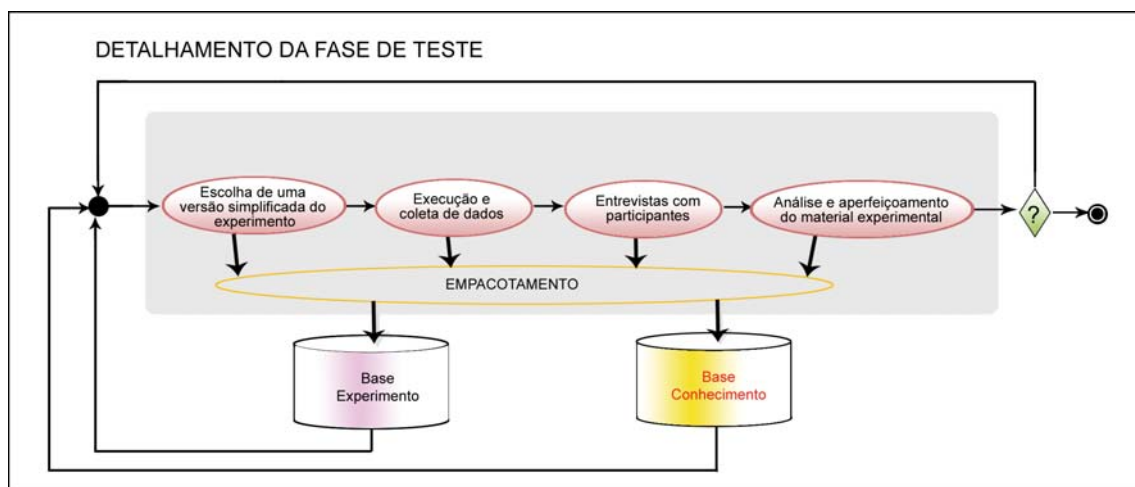 DETALHAMENTO DA FASE DE TESTE
Escolha de uma
versão simplificada do
experimento
Execução e
coleta de dados
Entrevistas com
participantes
Análise e aperfeiçoamento
do material experimental
?
EMPACOTAMENTO
Base
Experimento
Base
Conhecimento